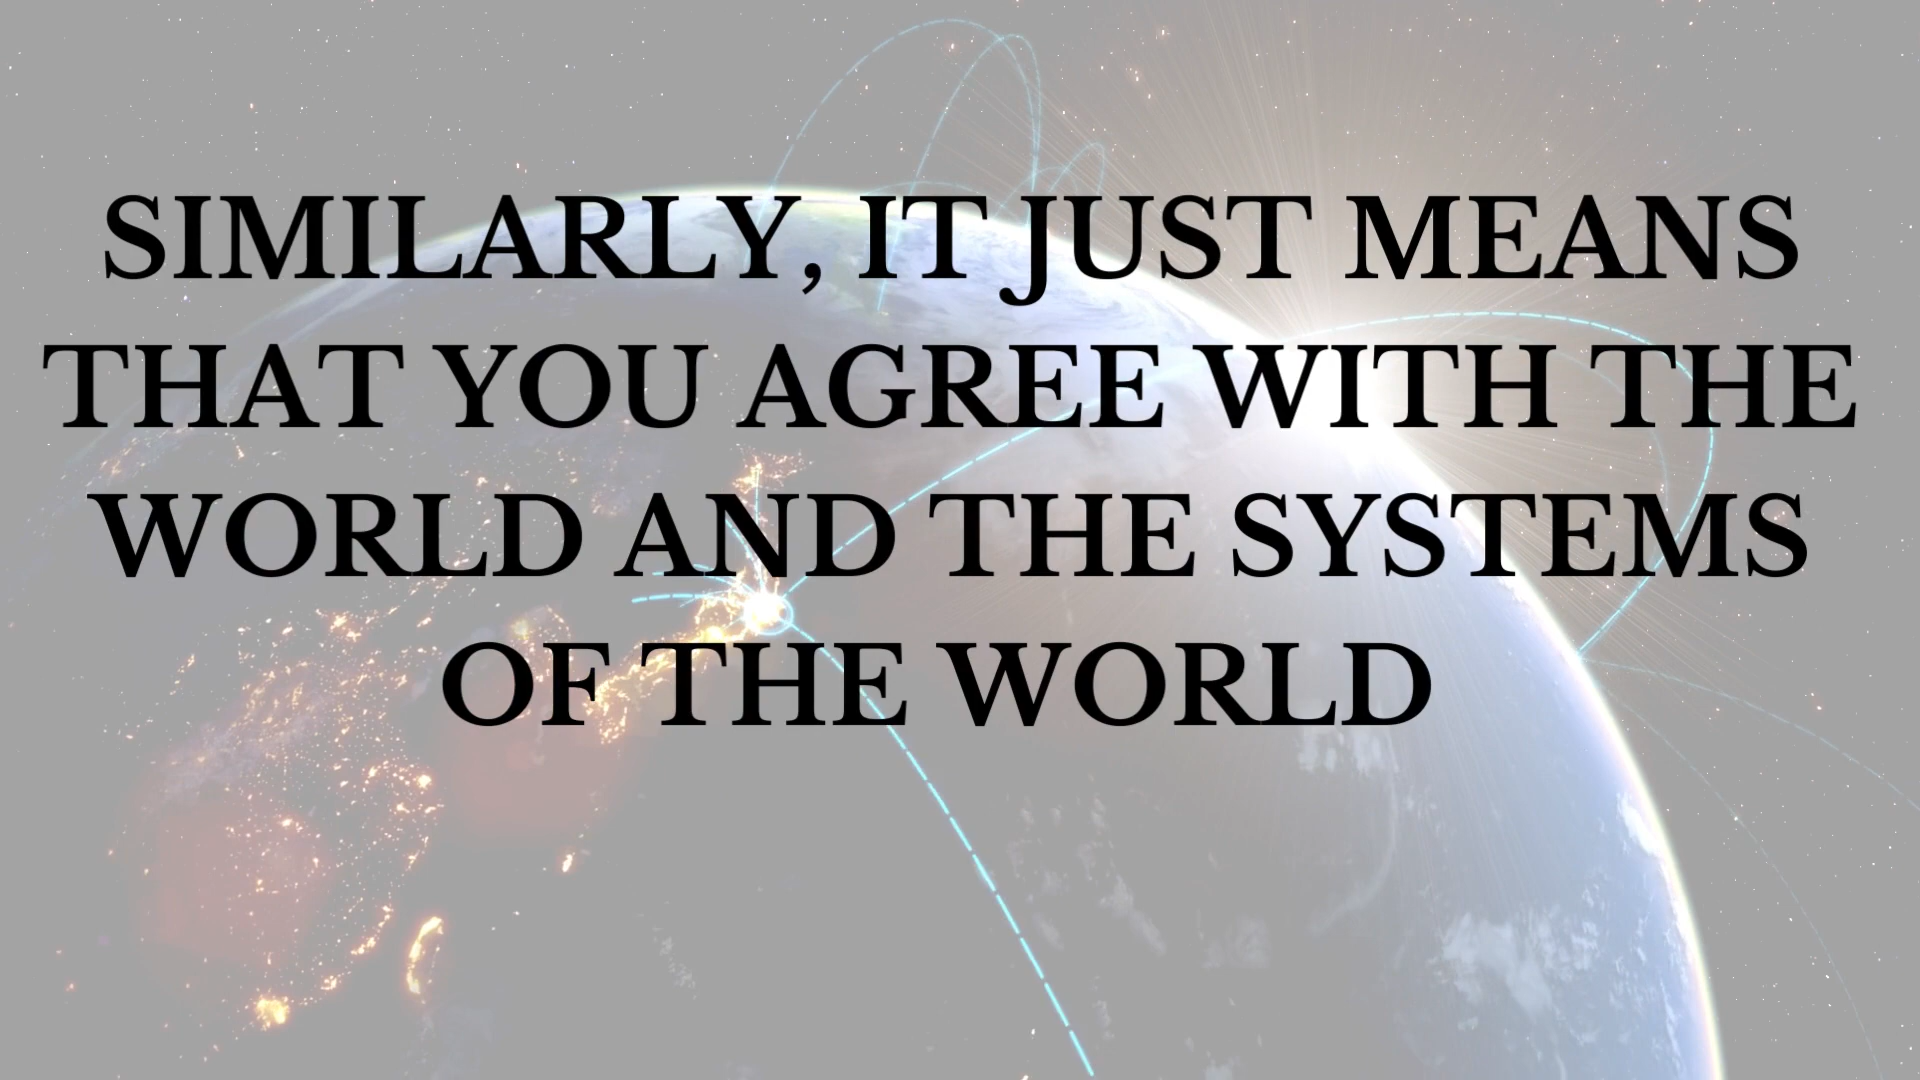 SIMILARLY, IT JUST MEANS
THAT YOU AGREE WITH THE
WORLD AND THE SYSTEMS
OF THE WORLD